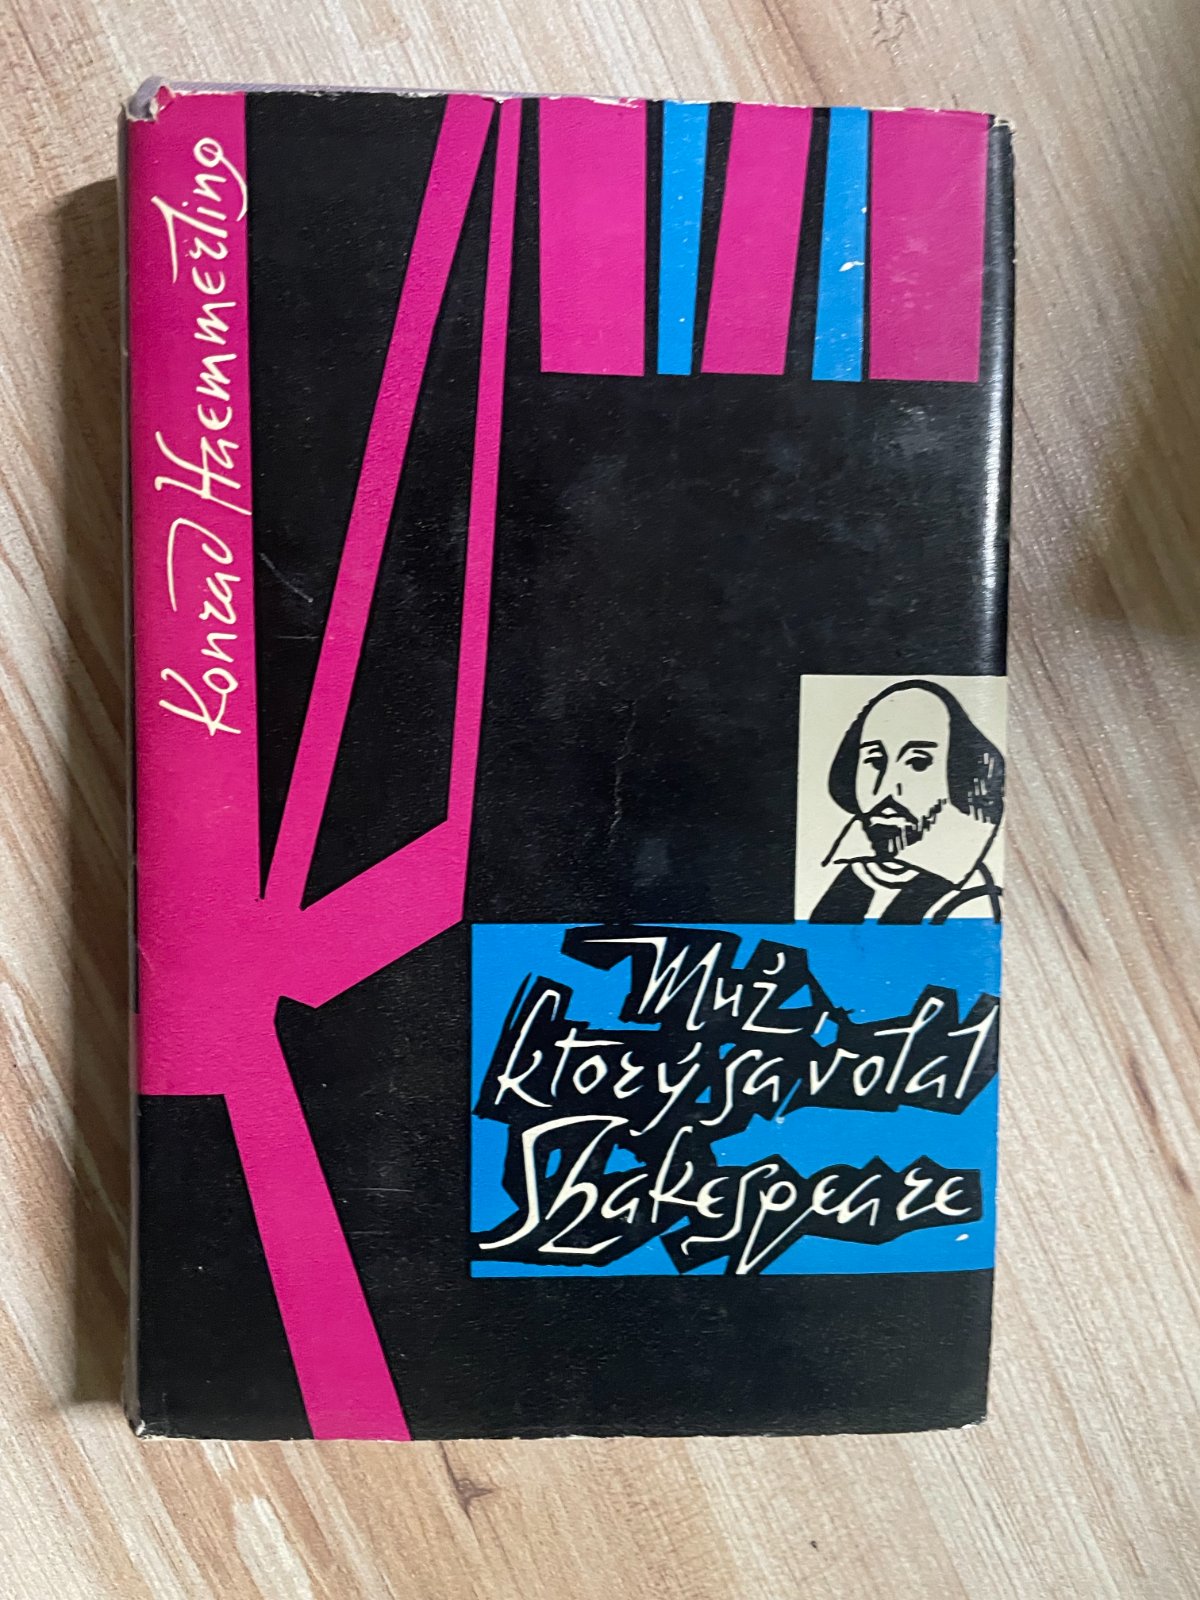 Konrad Haemmerling
Muž,
ktorý sa volal
Shakespeare